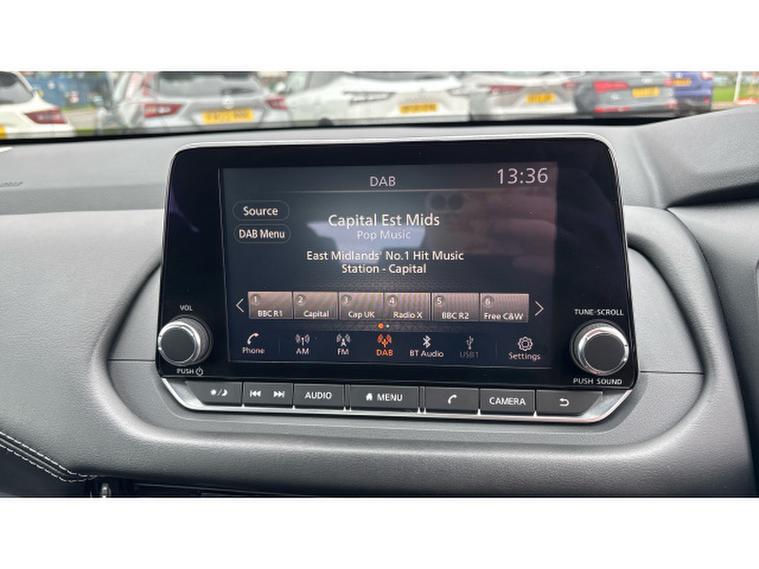 DAB
13:36
Source
DAB Menu
Capital Est Mids
Pop Music
East Midlands' No.1 Hit Music
Station - Capital
1 2 3 4 5 6
BBC R1 Capital Cap UK Radio X BBC R2 Free C&W
Phone AM FM DAB BT Audio USB1 Settings
VOL
PUSH
TUNE·SCROLL
PUSH SOUND
AUDIO MENU CAMERA